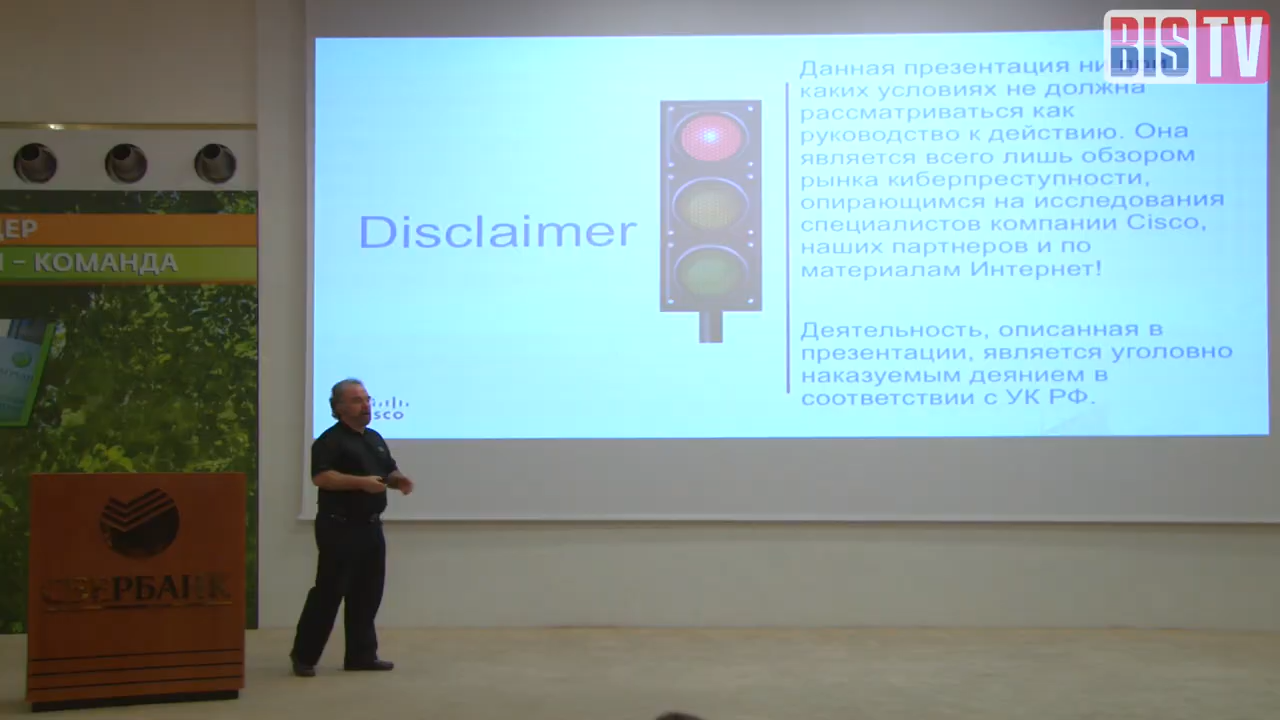 BIS TV
Данная презентация ни при
каких условиях не должна
рассматриваться как
руководство к действию. Она
является всего лишь обзором
рынка киберпреступности,
опирающимся на исследования
специалистов компании Cisco,
наших партнеров и по
материалам Интернет!
Disclaimer
Деятельность, описанная в
презентации, является уголовно
наказуемым деянием в
соответствии с УК РФ.
– КОМАНДА
СБЕРБАНК